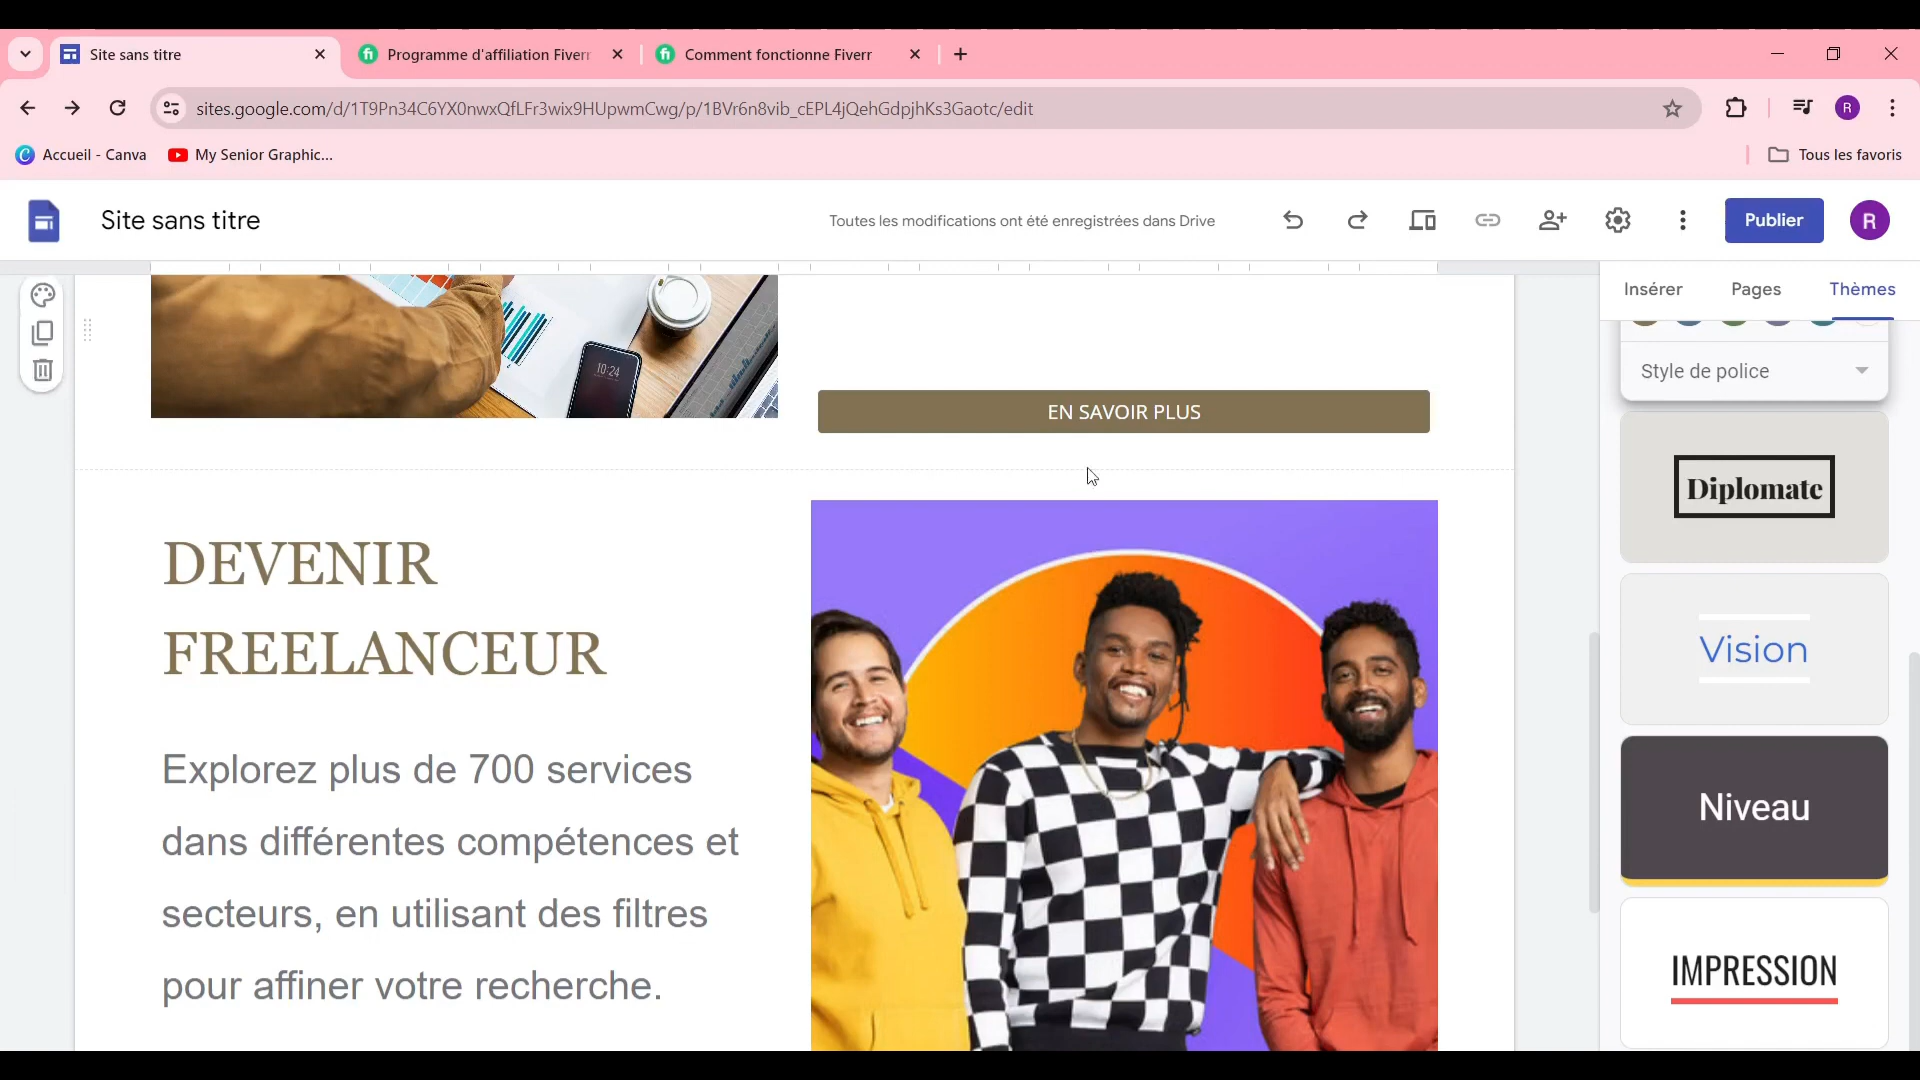 Site sans titre
Programme d'affiliation Fiverr
Comment fonctionne Fiverr
sites.google.com/d/1T9Pn34C6YX0nwxQfLFr3wix9HUpwmCwg/p/1BVr6n8vib_cEPL4jQehGdpjhKs3Gaotc/edit
R
Accueil - Canva
My Senior Graphic...
Tous les favoris
Site sans titre
Toutes les modifications ont été enregistrées dans Drive
Publier
R
Insérer
Pages
Thèmes
Style de police
10:24
EN SAVOIR PLUS
DEVENIR
FREELANCEUR
Explorez plus de 700 services
dans différentes compétences et
secteurs, en utilisant des filtres
pour affiner votre recherche.
Diplomate
Vision
Niveau
IMPRESSION